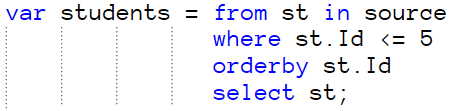 var students = from st in source
where st.Id <= 5
orderby st.Id
select st;